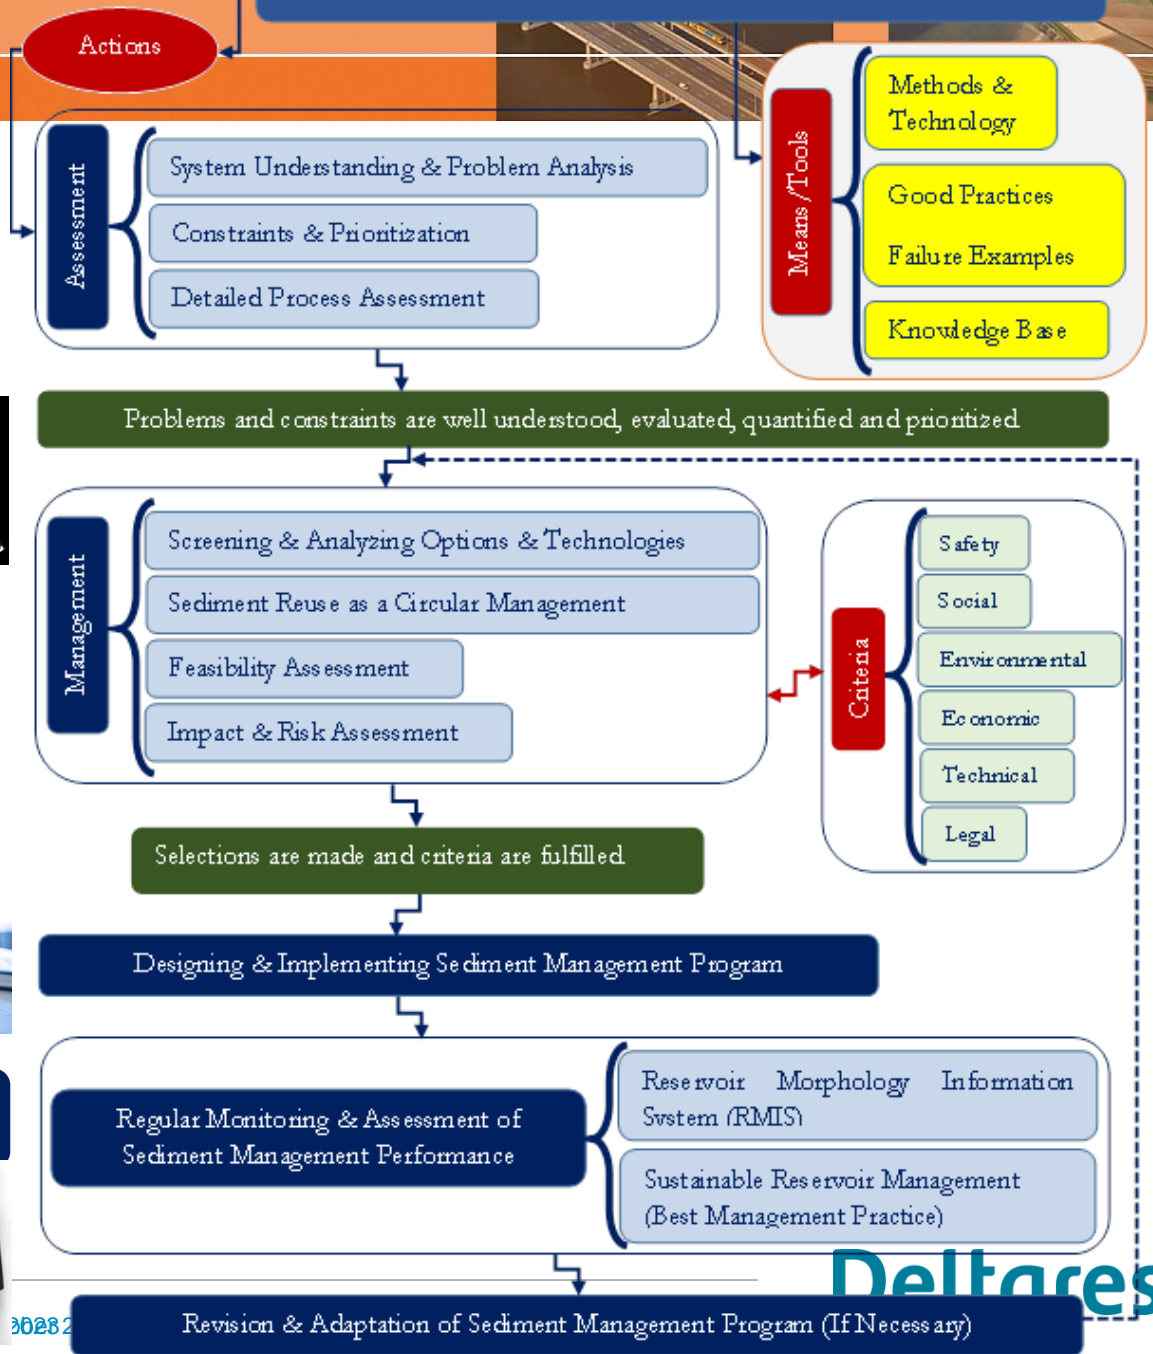 Actions
Assessment
System Understanding & Problem Analysis
Constraints & Prioritization
Detailed Process Assessment
Means /Tools
Methods &
Technology
Good Practices
Failure Examples
Knowledge Base
Problems and constraints are well understood, evaluated, quantified and prioritized
Management
Screening & Analyzing Options & Technologies
Sediment Reuse as a Circular Management
Feasibility Assessment
Impact & Risk Assessment
Criteria
Safety
Social
Environmental
Economic
Technical
Legal
Selections are made and criteria are fulfilled
Designing & Implementing Sediment Management Program
Regular Monitoring & Assessment of
Sediment Management Performance
Reservoir Morphology Information
System (RMIS)
Sustainable Reservoir Management
(Best Management Practice)
Deltares
Revision & Adaptation of Sediment Management Program (If Necessary)